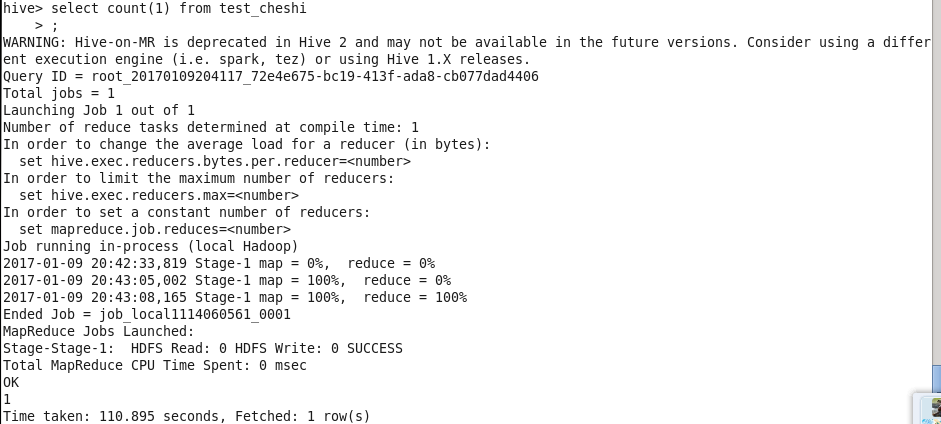 hive> select count(1) from test_cheshi
    > ;
WARNING: Hive-on-MR is deprecated in Hive 2 and may not be available in the future versions. Consider using a differ
ent execution engine (i.e. spark, tez) or using Hive 1.X releases.
Query ID = root_20170109204117_72e4e675-bc19-413f-ada8-cb077dad4406
Total jobs = 1
Launching Job 1 out of 1
Number of reduce tasks determined at compile time: 1
In order to change the average load for a reducer (in bytes):
  set hive.exec.reducers.bytes.per.reducer=<number>
In order to limit the maximum number of reducers:
  set hive.exec.reducers.max=<number>
In order to set a constant number of reducers:
  set mapreduce.job.reduces=<number>
Job running in-process (local Hadoop)
2017-01-09 20:42:33,819 Stage-1 map = 0%,  reduce = 0%
2017-01-09 20:43:05,002 Stage-1 map = 100%,  reduce = 0%
2017-01-09 20:43:08,165 Stage-1 map = 100%,  reduce = 100%
Ended Job = job_local1114060561_0001
MapReduce Jobs Launched:
Stage-Stage-1:  HDFS Read: 0 HDFS Write: 0 SUCCESS
Total MapReduce CPU Time Spent: 0 msec
OK
1
Time taken: 110.895 seconds, Fetched: 1 row(s)